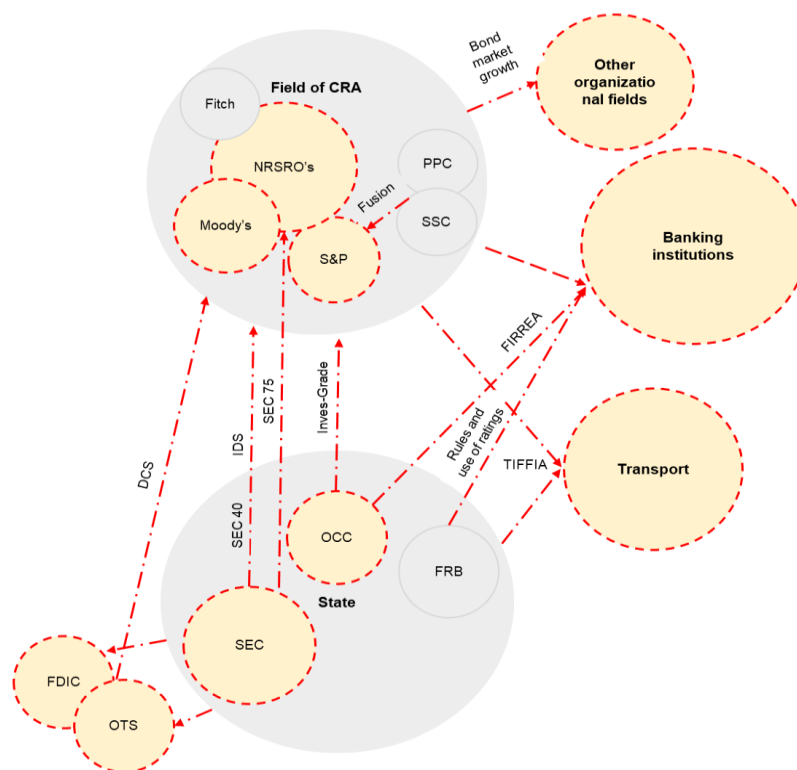 Bond
market
growth
Other
organizatio
nal fields
Field of CRA
Fitch
NRSRO's
PPC
Fusion
Moody's
SSC
S&P
Banking
institutions
FIRREA
SEC 75
Inves-Grade
IDS
SEC 40
DCS
Rules and
use of ratings
TIFFIA
Transport
OCC
FRB
State
SEC
FDIC
OTS